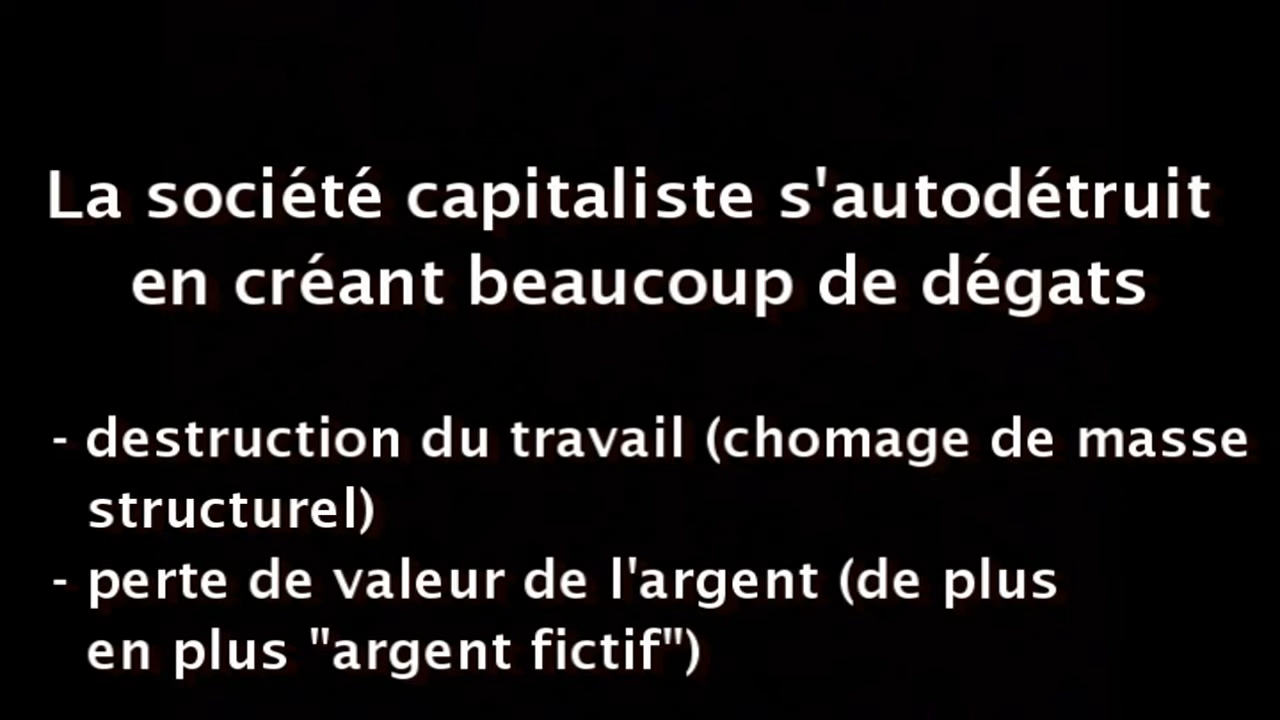 La société capitaliste s'autodétruit
en créant beaucoup de dégats
- destruction du travail (chomage de masse
structurel)
- perte de valeur de l'argent (de plus
en plus "argent fictif")